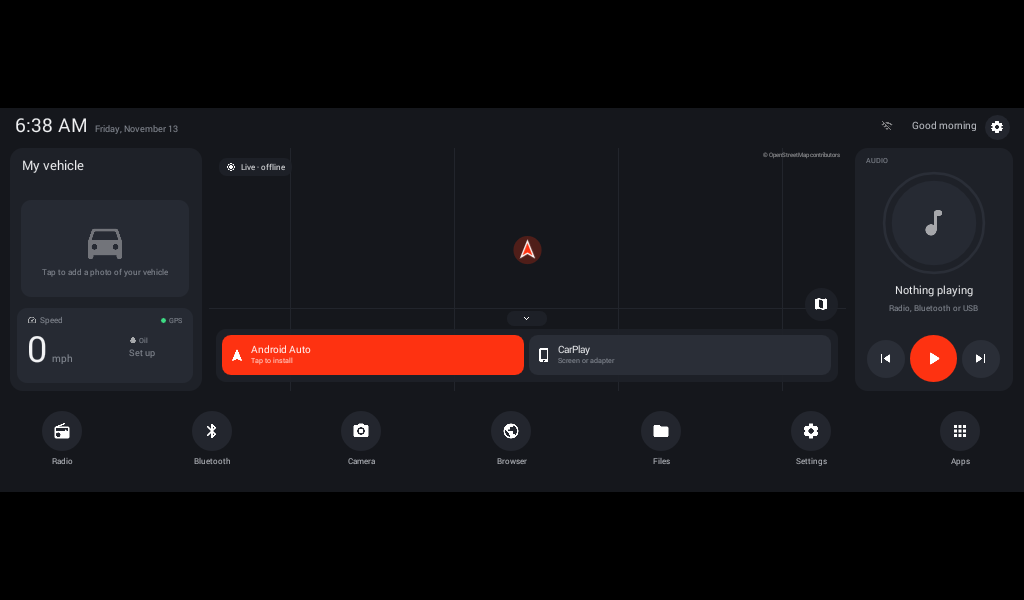 6:38 AM Friday, November 13
Good morning
My vehicle
Tap to add a photo of your vehicle
Speed
GPS
0 mph
Oil
Set up
Live · offline
© OpenStreetMap contributors
Android Auto
Tap to install
CarPlay
Screen or adapter
AUDIO
Nothing playing
Radio, Bluetooth or USB
Radio
Bluetooth
Camera
Browser
Files
Settings
Apps